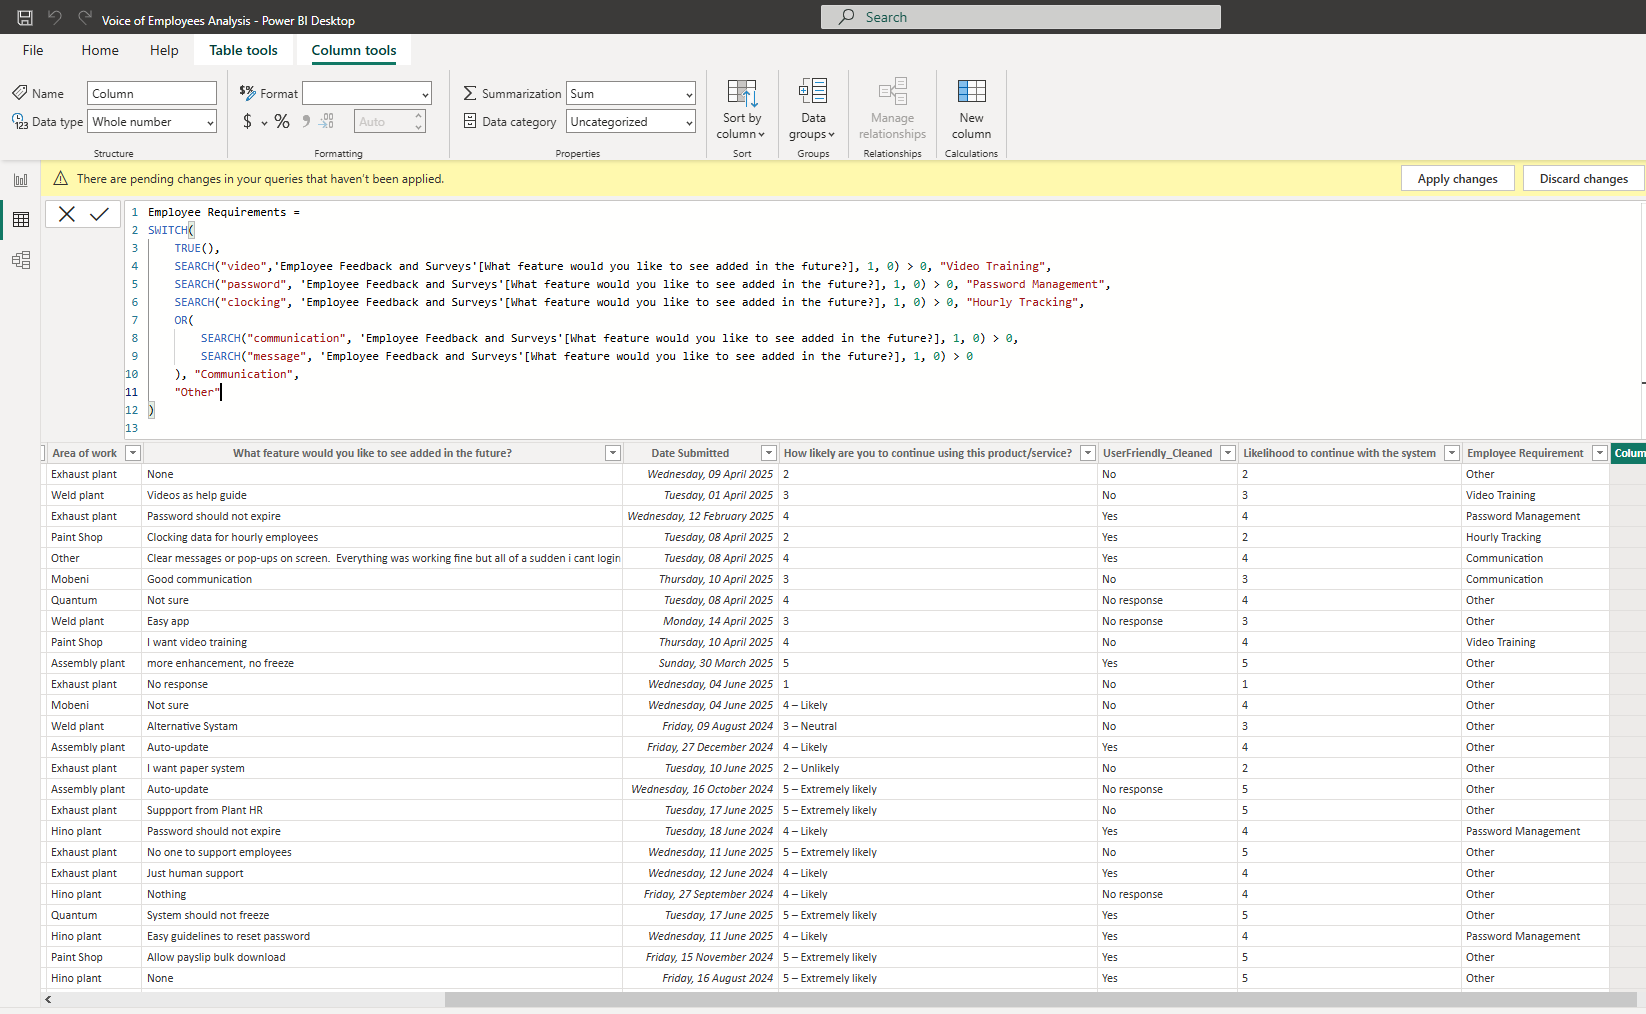 Voice of Employees Analysis - Power BI Desktop
Search
File Home Help Table tools Column tools
Name Column
Data type Whole number
Structure
$% Format
$ % Auto
Formatting
Summarization Sum
Data category Uncategorized
Properties
Sort by column
Sort
Data groups
Groups
Manage relationships
Relationships
New column
Calculations
There are pending changes in your queries that haven't been applied.
Apply changes Discard changes
1 Employee Requirements =
2 SWITCH(
3 TRUE(),
4 SEARCH("video",'Employee Feedback and Surveys'[What feature would you like to see added in the future?], 1, 0) > 0, "Video Training",
5 SEARCH("password", 'Employee Feedback and Surveys'[What feature would you like to see added in the future?], 1, 0) > 0, "Password Management",
6 SEARCH("clocking", 'Employee Feedback and Surveys'[What feature would you like to see added in the future?], 1, 0) > 0, "Hourly Tracking",
7 OR(
8 SEARCH("communication", 'Employee Feedback and Surveys'[What feature would you like to see added in the future?], 1, 0) > 0,
9 SEARCH("message", 'Employee Feedback and Surveys'[What feature would you like to see added in the future?], 1, 0) > 0
10 ), "Communication",
11 "Other"
12 )
13
Area of work What feature would you like to see added in the future? Date Submitted How likely are you to continue using this product/service? UserFriendly_Cleaned Likelihood to continue with the system Employee Requirement Colum
Exhaust plant None Wednesday, 09 April 2025 2 No 2 Other
Weld plant Videos as help guide Tuesday, 01 April 2025 3 No 3 Video Training
Exhaust plant Password should not expire Wednesday, 12 February 2025 4 Yes 4 Password Management
Paint Shop Clocking data for hourly employees Tuesday, 08 April 2025 2 Yes 2 Hourly Tracking
Other Clear messages or pop-ups on screen. Everything was working fine but all of a sudden i cant login Tuesday, 08 April 2025 4 Yes 4 Communication
Mobeni Good communication Thursday, 10 April 2025 3 No 3 Communication
Quantum Not sure Tuesday, 08 April 2025 4 No response 4 Other
Weld plant Easy app Monday, 14 April 2025 3 No response 3 Other
Paint Shop I want video training Thursday, 10 April 2025 4 No 4 Video Training
Assembly plant more enhancement, no freeze Sunday, 30 March 2025 5 Yes 5 Other
Exhaust plant No response Wednesday, 04 June 2025 1 No 1 Other
Mobeni Not sure Wednesday, 04 June 2025 4 – Likely No 4 Other
Weld plant Alternative Systam Friday, 09 August 2024 3 – Neutral No 3 Other
Assembly plant Auto-update Friday, 27 December 2024 4 – Likely Yes 4 Other
Exhaust plant I want paper system Tuesday, 10 June 2025 2 – Unlikely No 2 Other
Assembly plant Auto-update Wednesday, 16 October 2024 5 – Extremely likely No response 5 Other
Exhaust plant Suppport from Plant HR Tuesday, 17 June 2025 5 – Extremely likely No 5 Other
Hino plant Password should not expire Tuesday, 18 June 2024 4 – Likely Yes 4 Password Management
Exhaust plant No one to support employees Wednesday, 11 June 2025 5 – Extremely likely No 5 Other
Exhaust plant Just human support Wednesday, 12 June 2024 4 – Likely Yes 4 Other
Hino plant Nothing Friday, 27 September 2024 4 – Likely No response 4 Other
Quantum System should not freeze Tuesday, 17 June 2025 5 – Extremely likely Yes 5 Other
Hino plant Easy guidelines to reset password Wednesday, 11 June 2025 4 – Likely Yes 4 Password Management
Paint Shop Allow payslip bulk download Friday, 15 November 2024 5 – Extremely likely Yes 5 Other
Hino plant None Friday, 16 August 2024 5 – Extremely likely Yes 5 Other